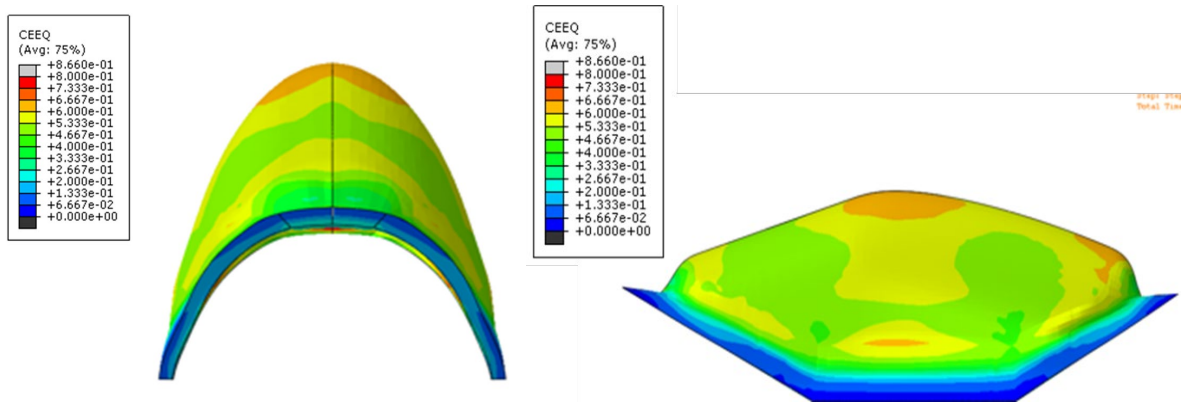 CEEQ
(Avg: 75%)
+8.660e-01
+8.000e-01
+7.333e-01
+6.667e-01
+6.000e-01
+5.333e-01
+4.667e-01
+4.000e-01
+3.333e-01
+2.667e-01
+2.000e-01
+1.333e-01
+6.667e-02
+0.000e+00
CEEQ
(Avg: 75%)
+8.660e-01
+8.000e-01
+7.333e-01
+6.667e-01
+6.000e-01
+5.333e-01
+4.667e-01
+4.000e-01
+3.333e-01
+2.667e-01
+2.000e-01
+1.333e-01
+6.667e-02
+0.000e+00
Total Time